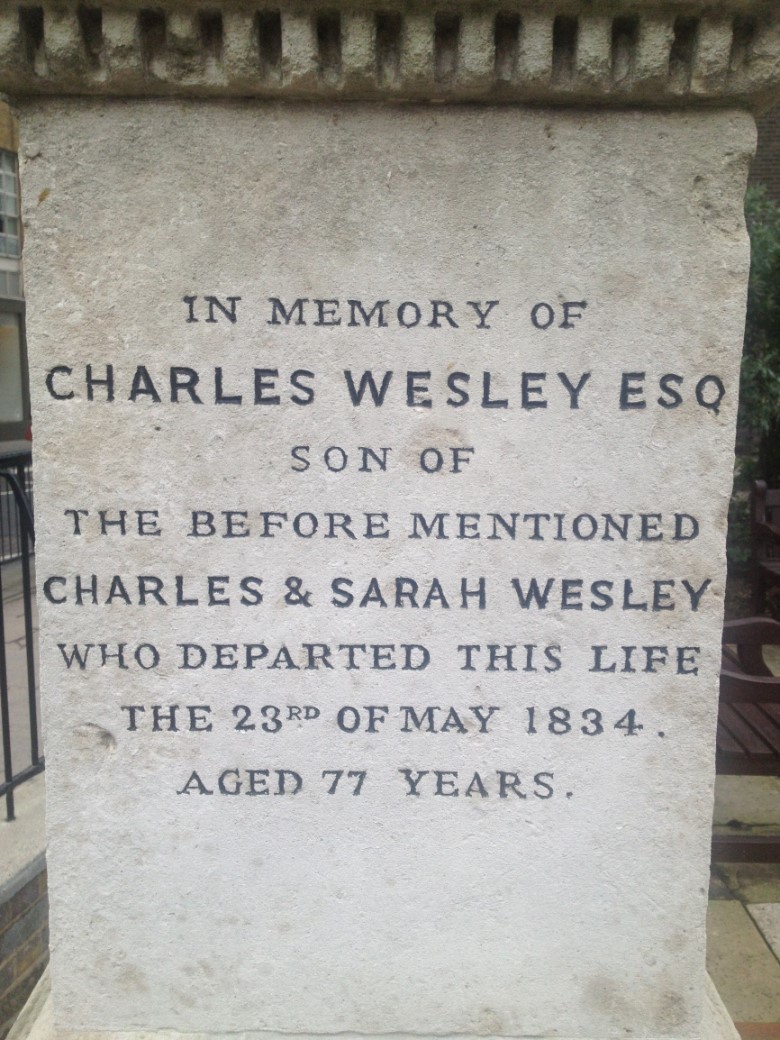 IN MEMORY OF
CHARLES WESLEY ESQ
SON OF
THE BEFORE MENTIONED
CHARLES & SARAH WESLEY
WHO DEPARTED THIS LIFE
THE 23RD OF MAY 1834.
AGED 77 YEARS.